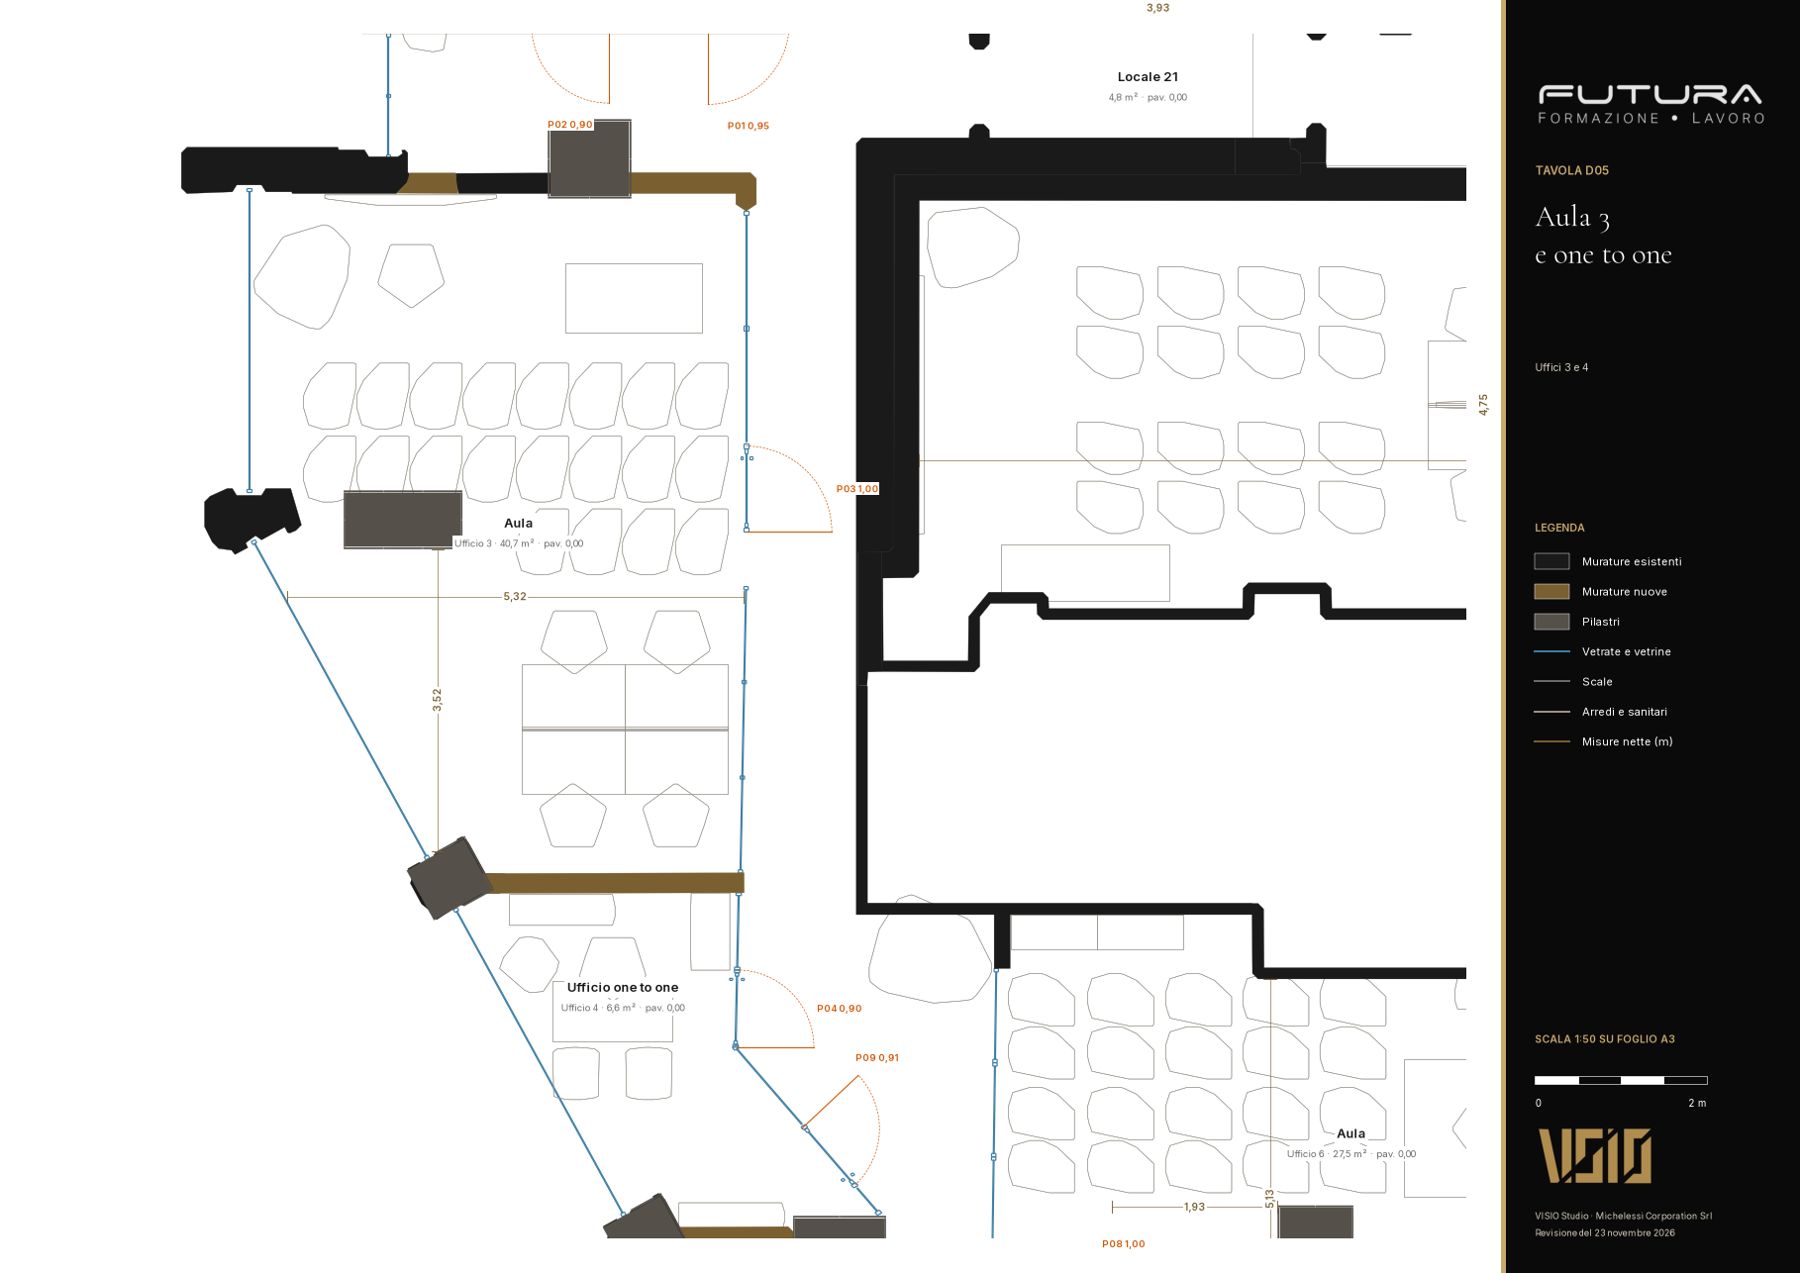 3,93
Locale 21
4,8 m² · pav. 0,00
P02 0,90
P01 0,95
P03 1,00
4,75
Aula
Ufficio 3 · 40,7 m² · pav. 0,00
5,32
3,52
Ufficio one to one
Ufficio 4 · 6,6 m² · pav. 0,00
P04 0,90
P09 0,91
Aula
Ufficio 6 · 27,5 m² · pav. 0,00
1,93
5,13
P08 1,00
FUTURA
FORMAZIONE • LAVORO
TAVOLA D05
Aula 3
e one to one
Uffici 3 e 4
LEGENDA
Murature esistenti
Murature nuove
Pilastri
Vetrate e vetrine
Scale
Arredi e sanitari
Misure nette (m)
SCALA 1:50 SU FOGLIO A3
0 2 m
VISIO
VISIO Studio · Michelessi Corporation Srl
Revisione del 23 novembre 2026